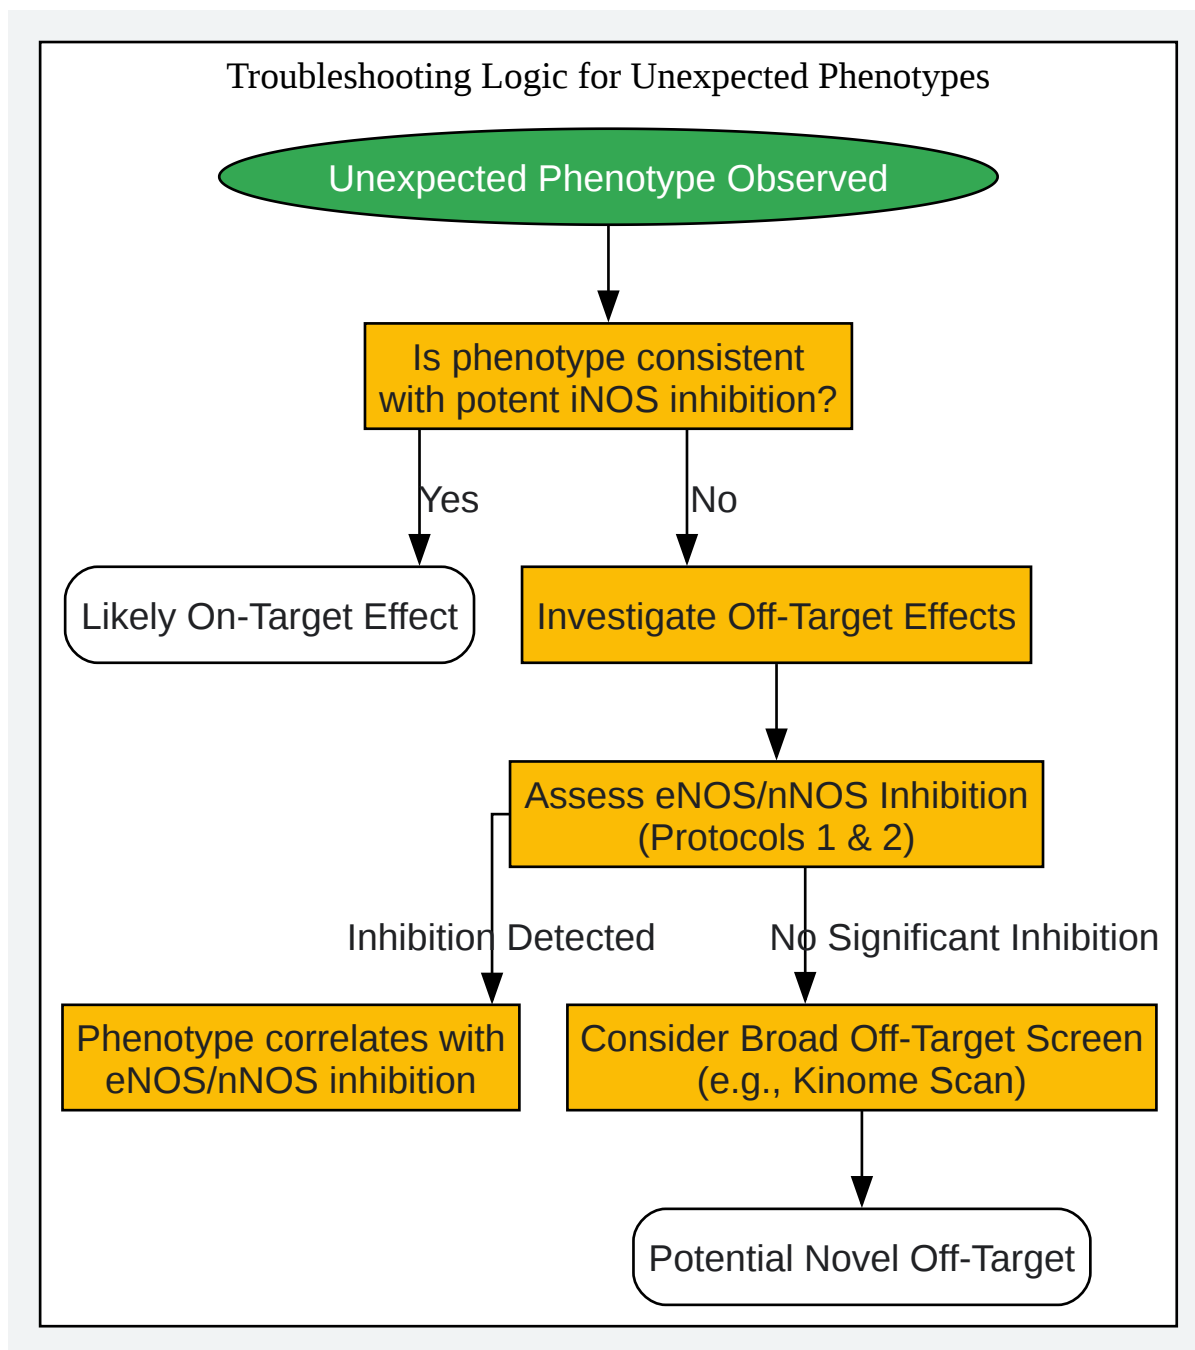 Troubleshooting Logic for Unexpected Phenotypes
Unexpected Phenotype Observed
Is phenotype consistent
with potent iNOS inhibition?
Yes
No
Likely On-Target Effect
Investigate Off-Target Effects
Assess eNOS/nNOS Inhibition
(Protocols 1 & 2)
Inhibition Detected
No Significant Inhibition
Phenotype correlates with
eNOS/nNOS inhibition
Consider Broad Off-Target Screen
(e.g., Kinome Scan)
Potential Novel Off-Target